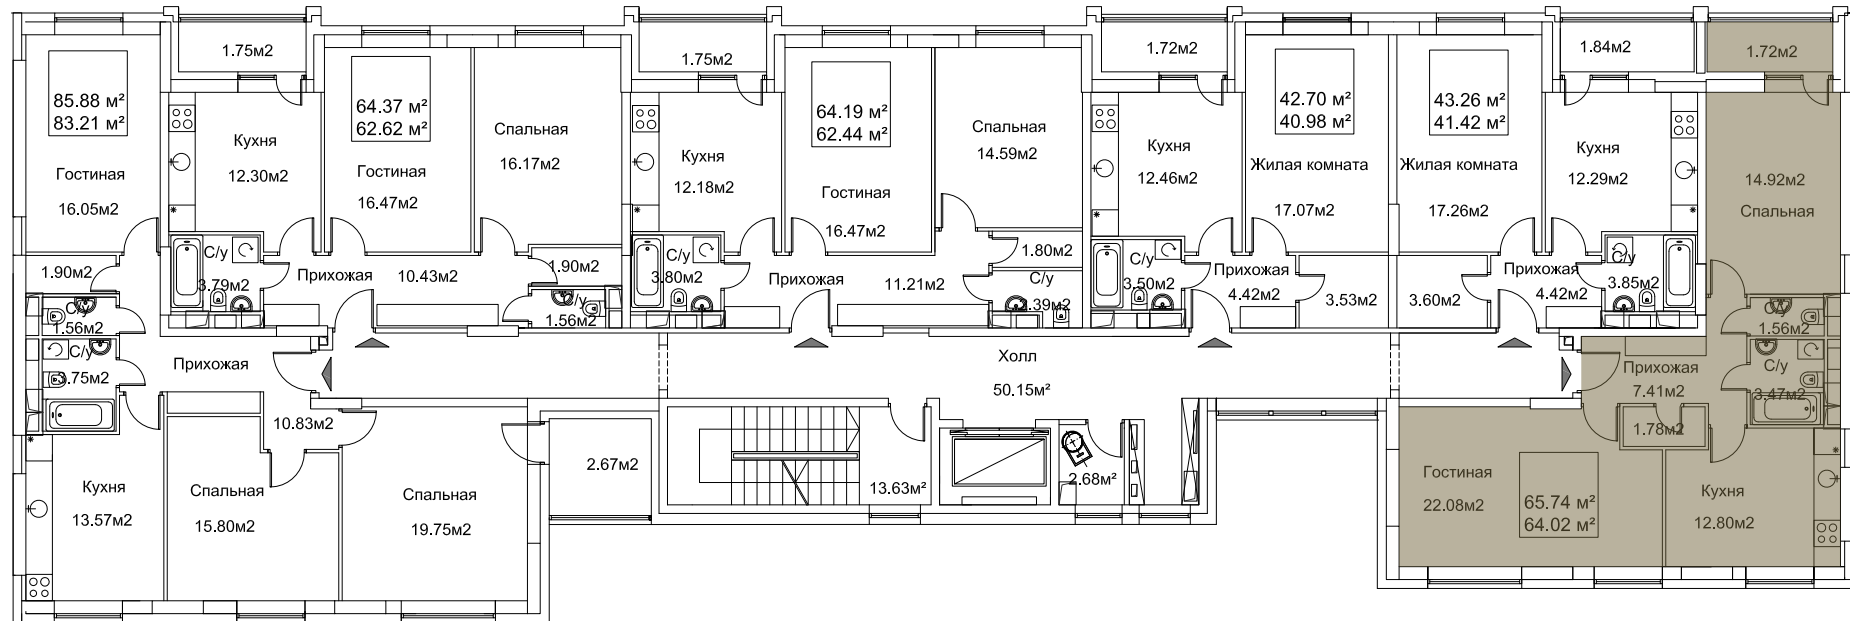 1.75м2
1.75м2
1.72м2
1.84м2
1.72м2
85.88 м²
83.21 м²
Гостиная
16.05м2
Кухня
12.30м2
64.37 м²
62.62 м²
Гостиная
16.47м2
Спальная
16.17м2
Кухня
12.18м2
64.19 м²
62.44 м²
Гостиная
16.47м2
Спальная
14.59м2
Кухня
12.46м2
42.70 м²
40.98 м²
Жилая комната
17.07м2
43.26 м²
41.42 м²
Жилая комната
17.26м2
Кухня
12.29м2
14.92м2
Спальная
1.90м2
С/у
3.79м2
Прихожая
10.43м2
1.90м2
С/у
1.56м2
С/у
3.80м2
Прихожая
11.21м2
1.80м2
С/у
С/у
3.50м2
Прихожая
4.42м2
3.53м2
3.60м2
Прихожая
4.42м2
С/у
3.85м2
С/у
1.56м2
С/у
1.56м2
С/у
3.75м2
Прихожая
10.83м2
Холл
50.15м²
Прихожая
7.41м2
С/у
3.47м2
1.78м2
Кухня
13.57м2
Спальная
15.80м2
Спальная
19.75м2
2.67м2
13.63м²
2.68м²
Гостиная
22.08м2
65.74 м²
64.02 м²
Кухня
12.80м2